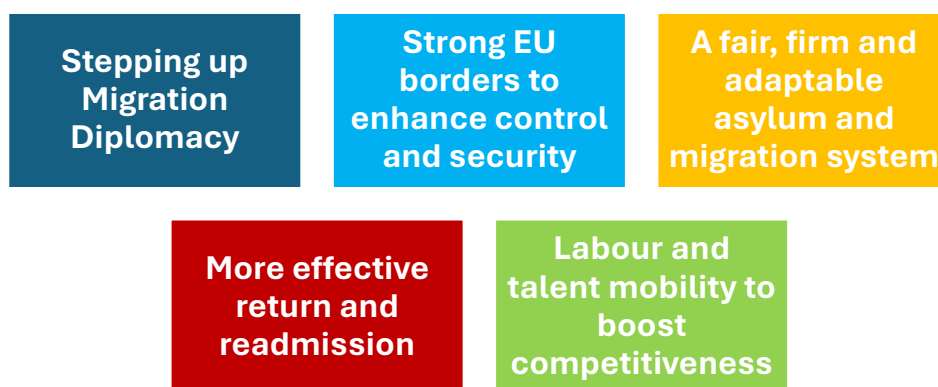 Stepping up
Migration
Diplomacy
Strong EU
borders to
enhance control
and security
A fair, firm and
adaptable
asylum and
migration system
More effective
return and
readmission
Labour and
talent mobility to
boost
competitiveness